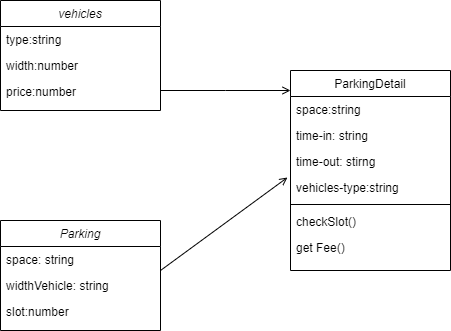 vehicles
type:string
width:number
price:number
ParkingDetail
space:string
time-in: string
time-out: stirng
vehicles-type:string
checkSlot()
get Fee()
Parking
space: string
widthVehicle: string
slot:number